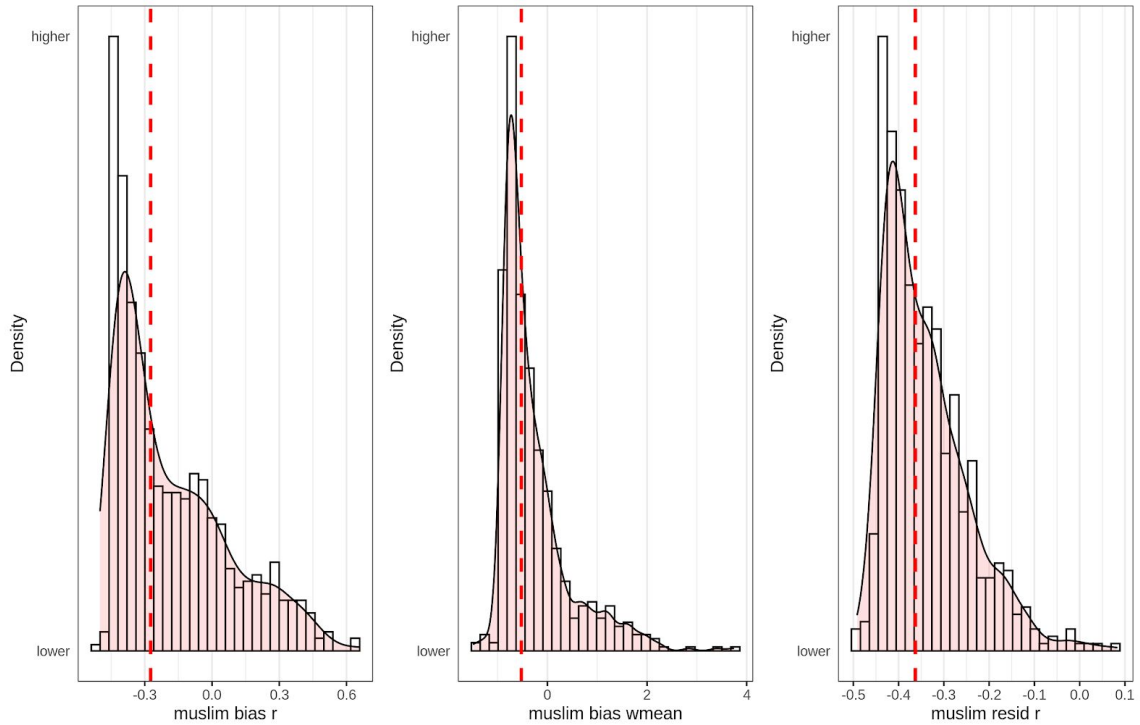 higher
Density
lower
-0.3 0.0 0.3 0.6
muslim bias r
higher
Density
lower
0 2 4
muslim bias wmean
higher
Density
lower
-0.5 -0.4 -0.3 -0.2 -0.1 0.0 0.1
muslim resid r